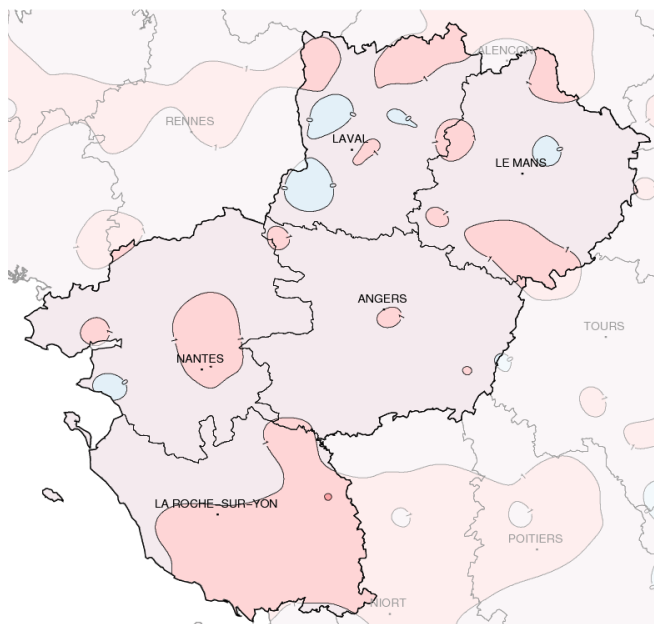 ALENCON
RENNES
LAVAL
LE MANS
ANGERS
TOURS
NANTES
LA ROCHE-SUR-YON
POITIERS
NIORT